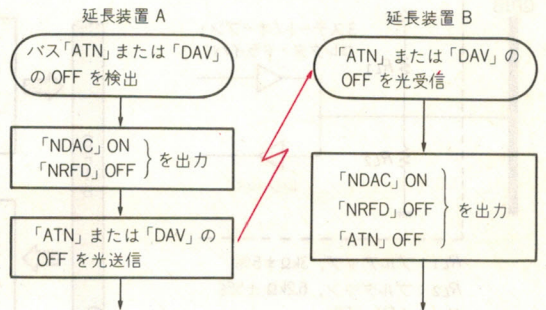 延長装置 A
バス「ATN」または「DAV」
の OFF を検出
「NDAC」ON
「NRFD」OFF
を出力
「ATN」または「DAV」の
OFF を光送信
延長装置 B
「ATN」または「DAV」の
OFF を光受信
「NDAC」ON
「NRFD」OFF
「ATN」OFF
を出力